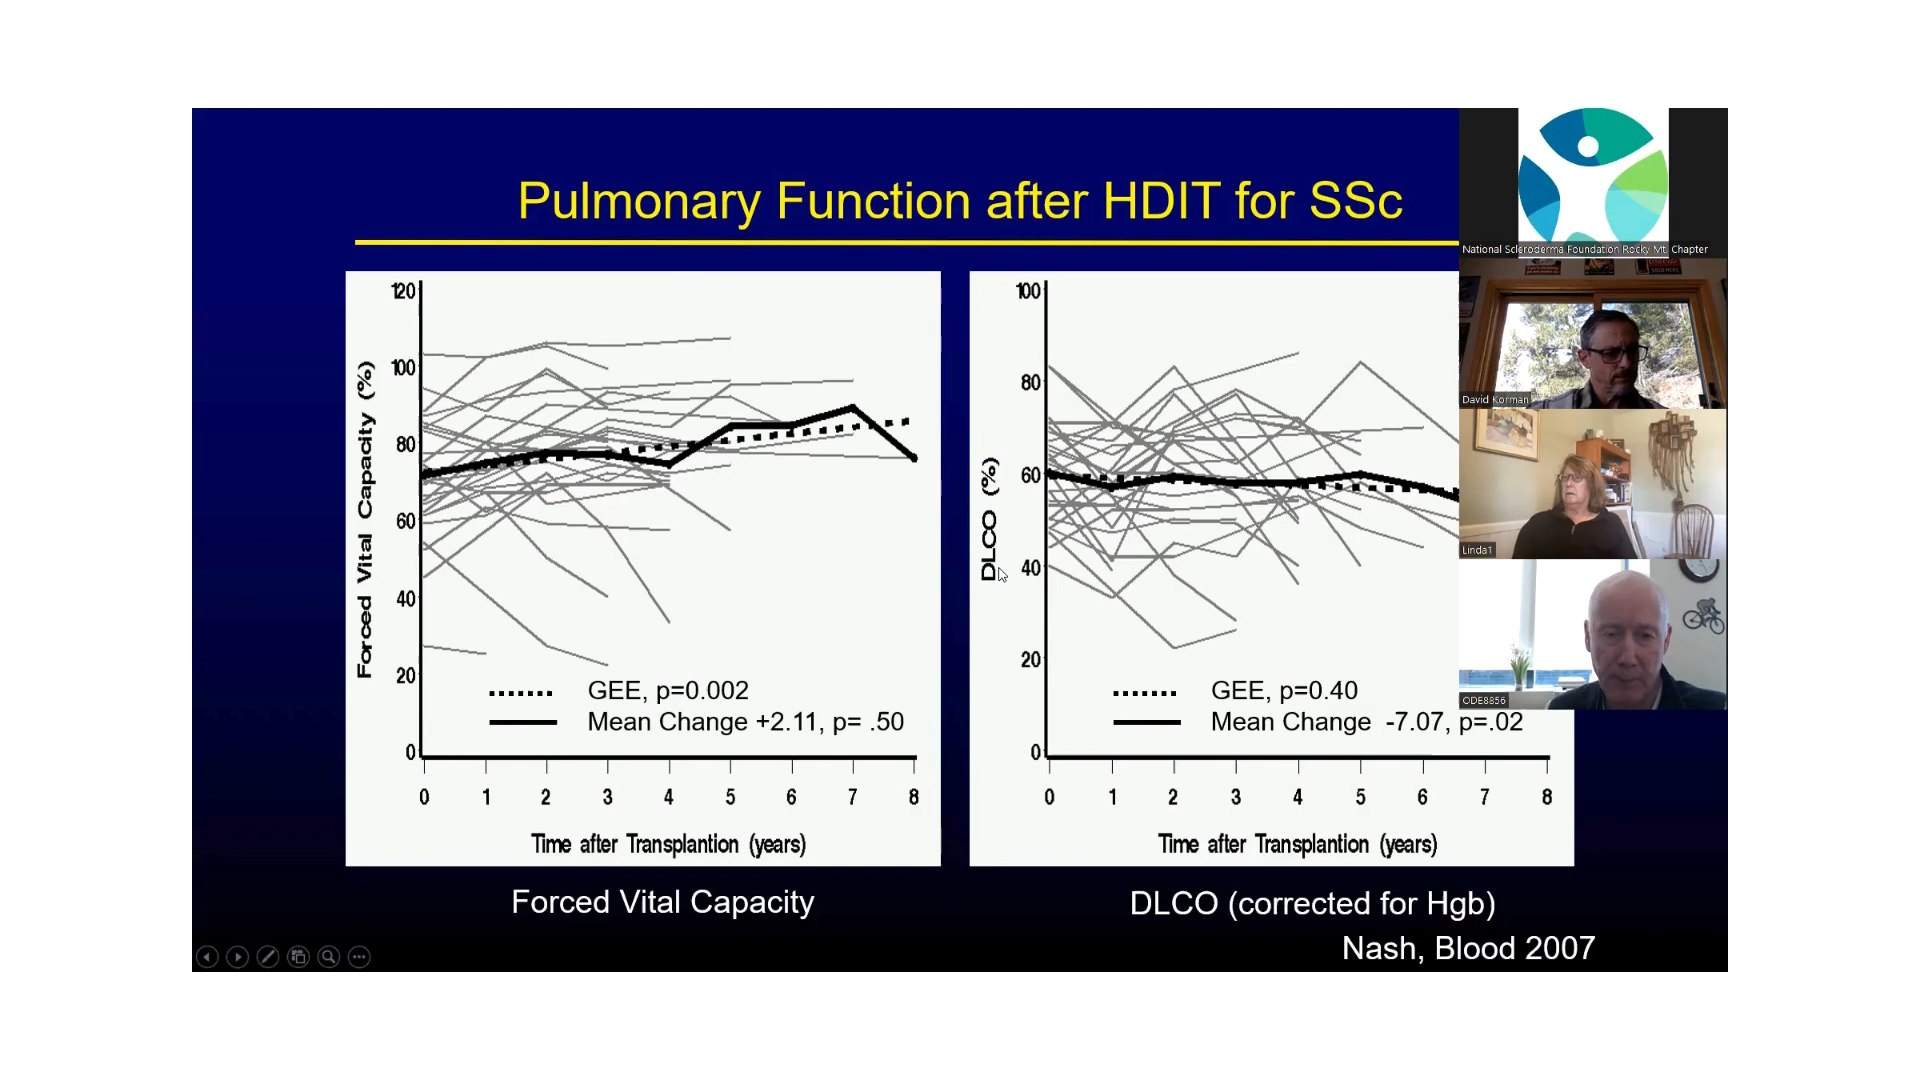 Pulmonary Function after HDIT for SSc
120
100
80
60
40
20
0
Forced Vital Capacity (%)
GEE, p=0.002
Mean Change +2.11, p= .50
0 1 2 3 4 5 6 7 8
Time after Transplantion (years)
Forced Vital Capacity
100
80
60
40
20
0
DLCO (%)
GEE, p=0.40
Mean Change -7.07, p=.02
0 1 2 3 4 5 6 7 8
Time after Transplantion (years)
DLCO (corrected for Hgb)
Nash, Blood 2007
National Scleroderma Foundation Rocky Mt. Chapter
David Korman
Linda1
ODE8856